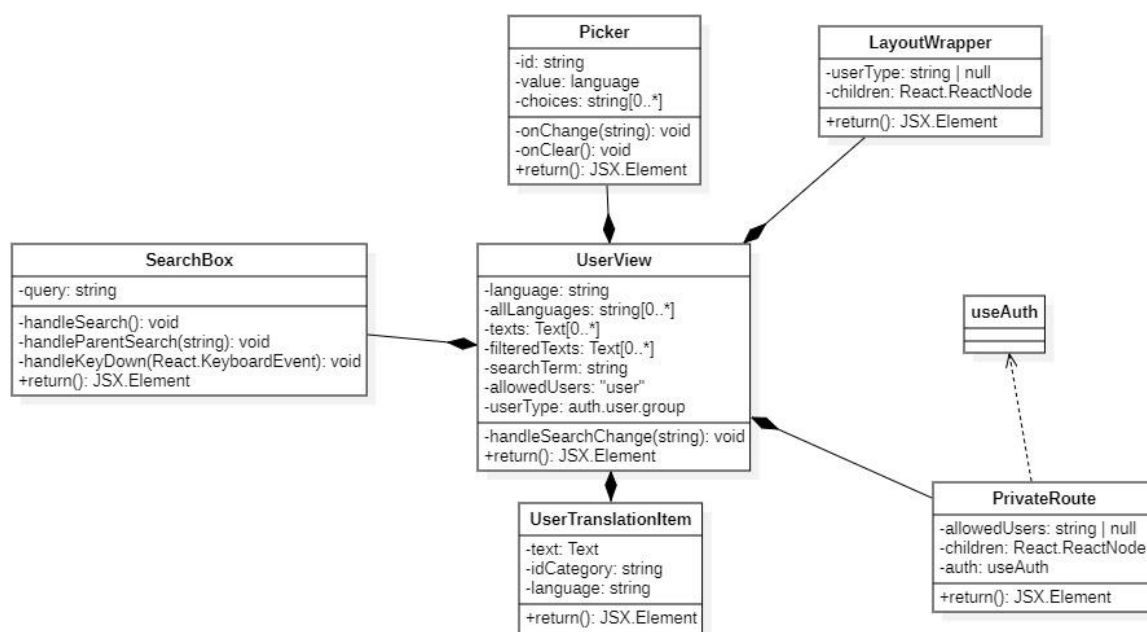 Picker
-id: string
-value: language
-choices: string[0..*]
-onChange(string): void
-onClear(): void
+return(): JSX.Element
LayoutWrapper
-userType: string | null
-children: React.ReactNode
+return(): JSX.Element
SearchBox
-query: string
-handleSearch(): void
-handleParentSearch(string): void
-handleKeyDown(React.KeyboardEvent): void
+return(): JSX.Element
UserView
-language: string
-allLanguages: string[0..*]
-texts: Text[0..*]
-filteredTexts: Text[0..*]
-searchTerm: string
-allowedUsers: "user"
-userType: auth.user.group
-handleSearchChange(string): void
+return(): JSX.Element
useAuth
UserTranslationItem
-text: Text
-idCategory: string
-language: string
+return(): JSX.Element
PrivateRoute
-allowedUsers: string | null
-children: React.ReactNode
-auth: useAuth
+return(): JSX.Element